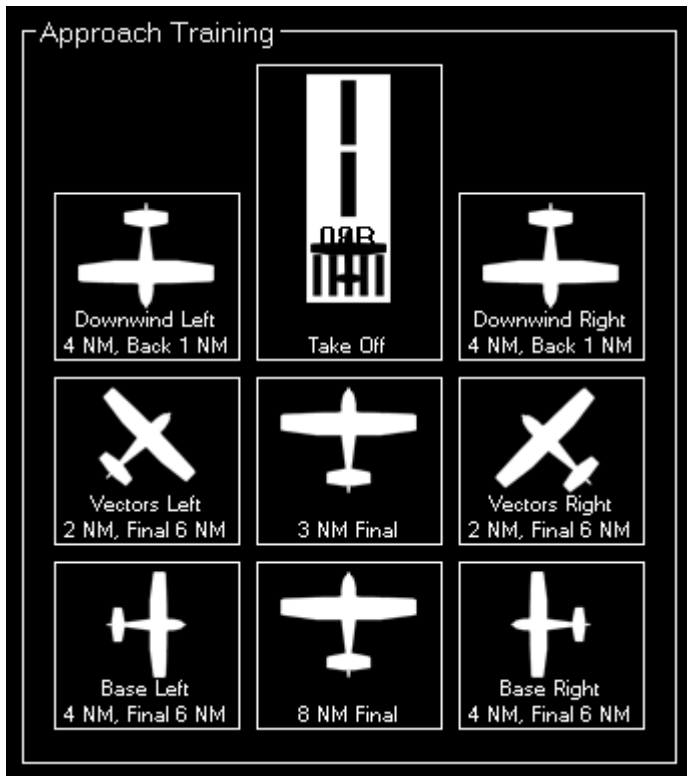 Approach Training
Take Off
Downwind Left
4 NM, Back 1 NM
Downwind Right
4 NM, Back 1 NM
Vectors Left
2 NM, Final 6 NM
3 NM Final
Vectors Right
2 NM, Final 6 NM
Base Left
4 NM, Final 6 NM
8 NM Final
Base Right
4 NM, Final 6 NM